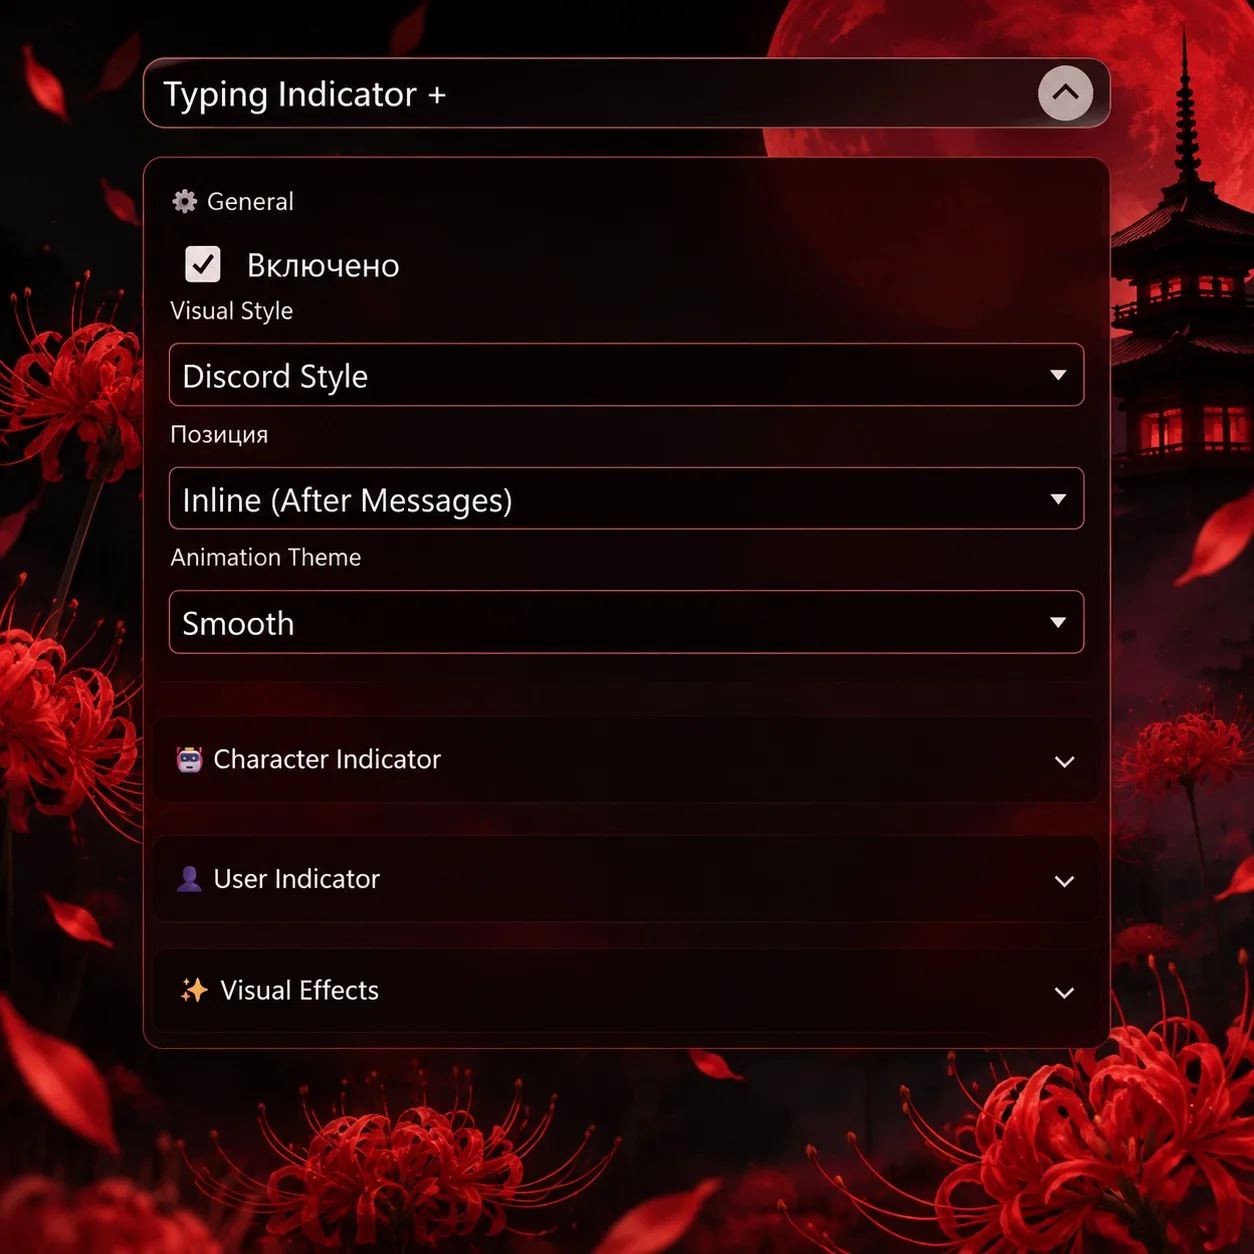 Typing Indicator +
General
Включено
Visual Style
Discord Style
Позиция
Inline (After Messages)
Animation Theme
Smooth
Character Indicator
User Indicator
Visual Effects